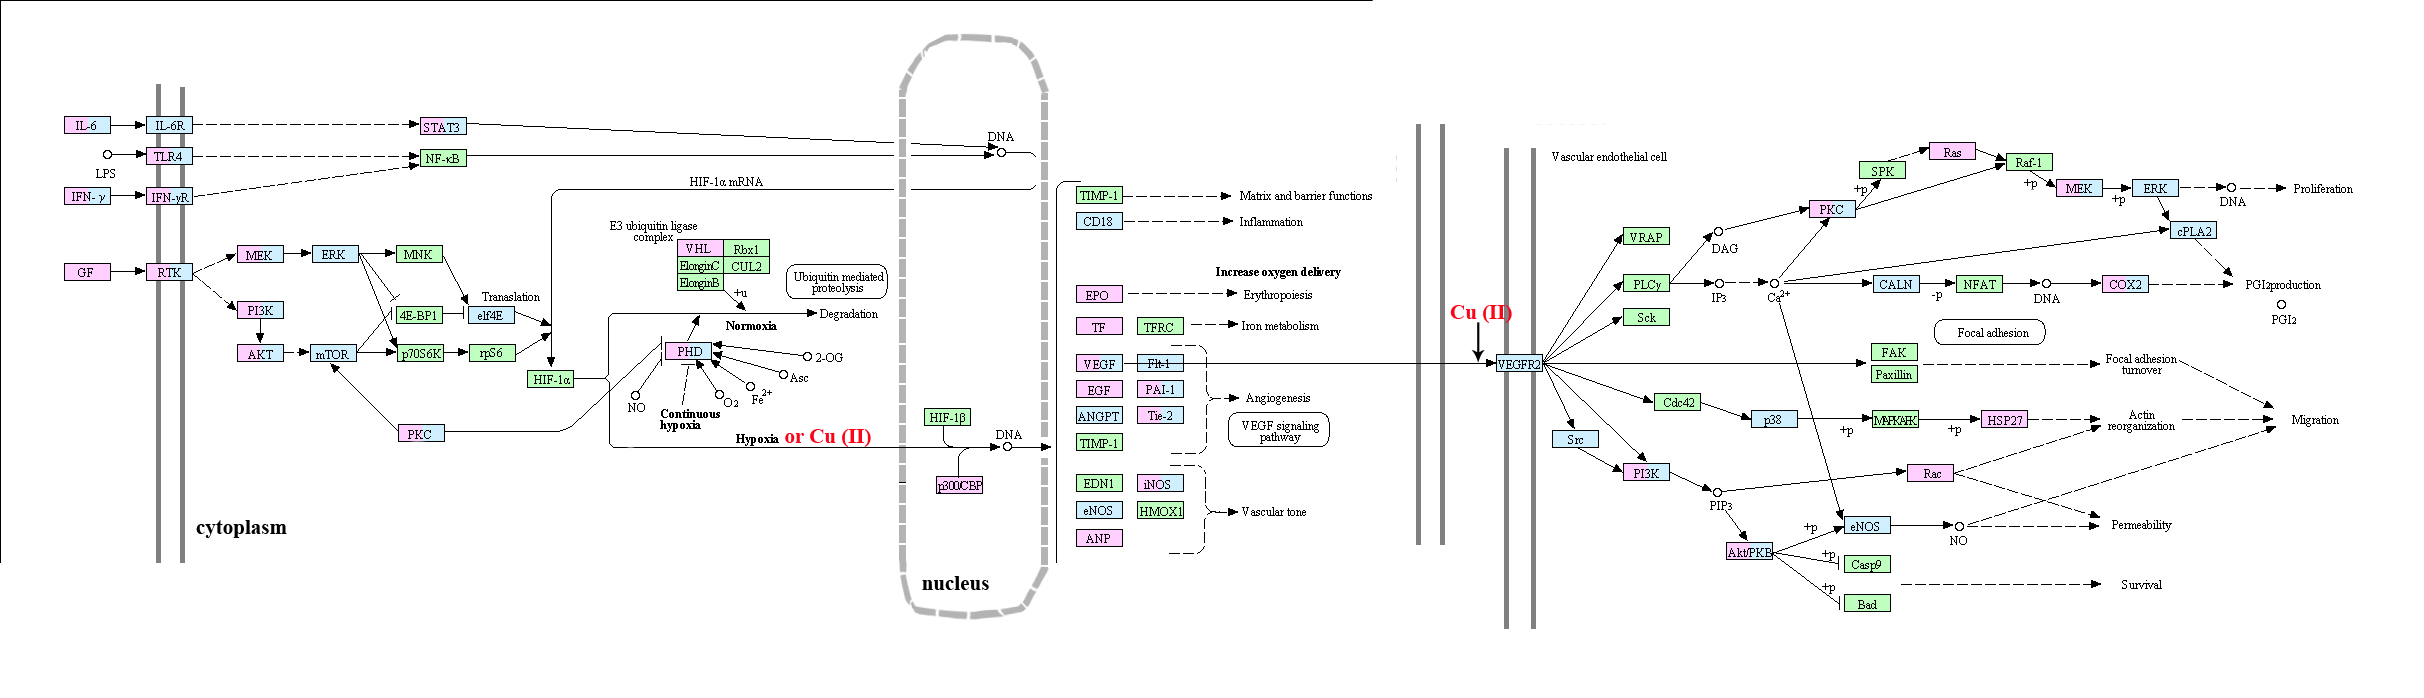 IL-6
IL-6R
STAT3
TLR4
NF-κB
LPS
IFN- γ
IFN-γR
DNA
HIF-1α mRNA
GF
RTK
MEK
ERK
MNK
PI3K
4E-BP1
elf4E
Tranaslation
AKT
mTOR
p70S6K
rpS6
HIF-1α
PKC
E3 ubiquitin ligase
complex
VHL
Rbx1
ElonginC
CUL2
ElonginB
+u
Ubiquitin mediated
proteolysis
Normoxia
Degradation
PHD
2-OG
Asc
Fe2+
O2
NO
Continuous
hypoxia
Hypoxia or Cu (II)
HIF-1β
DNA
p300/CBP
cytoplasm
nucleus
TIMP-1
Matrix and barrier functions
CD18
Inflammation
Increase oxygen delivery
EPO
Erythropoiesis
TF
TFRC
Iron metabolism
VEGF
Flt-1
EGF
PAI-1
Angiogenesis
ANGPT
Tie-2
VEGF signaling
pathway
TIMP-1
EDN1
iNOS
eNOS
HMOX1
Vascular tone
ANP
Cu (II)
Vascular endothelial cell
VEGFR2
VRAP
PLCγ
Sck
DAG
IP3
Ca2+
PKC
+p
SPK
Ras
Raf-1
+p
MEK
+p
ERK
DNA
Proliferation
cPLA2
CALN
-p
NFAT
DNA
COX2
PGI2production
PGI2
Focal adhesion
FAK
Paxillin
Focal adhesion
turnover
Cdc42
p38
+p
MAPKAPK
+p
HSP27
Actin
reorganization
Migration
Src
PI3K
PIP3
Rac
Akt/PKB
+p
eNOS
NO
Permeability
+p
Casp9
+p
Bad
Survival